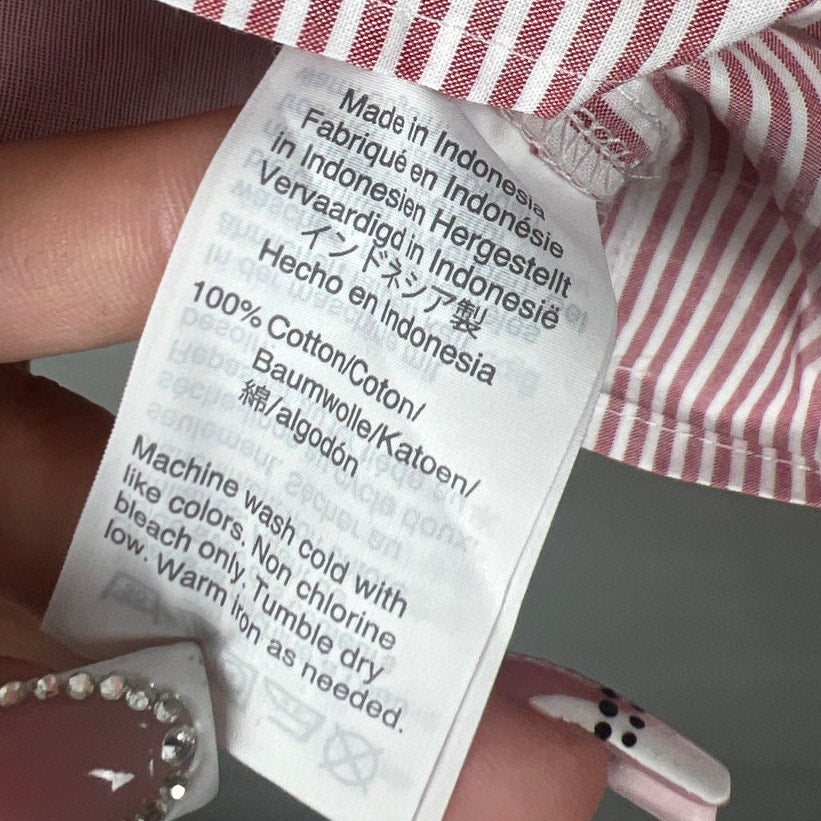 Made in Indonesia
Fabriqué en Indonésie
in Indonesien Hergestellt
Vervaardigd in Indonesië
インドネシア製
Hecho en Indonesia
100% Cotton/Coton/
Baumwolle/Katoen/
綿/algodón
Machine wash cold with
like colors. Non chlorine
bleach only. Tumble dry
low. Warm iron as needed.